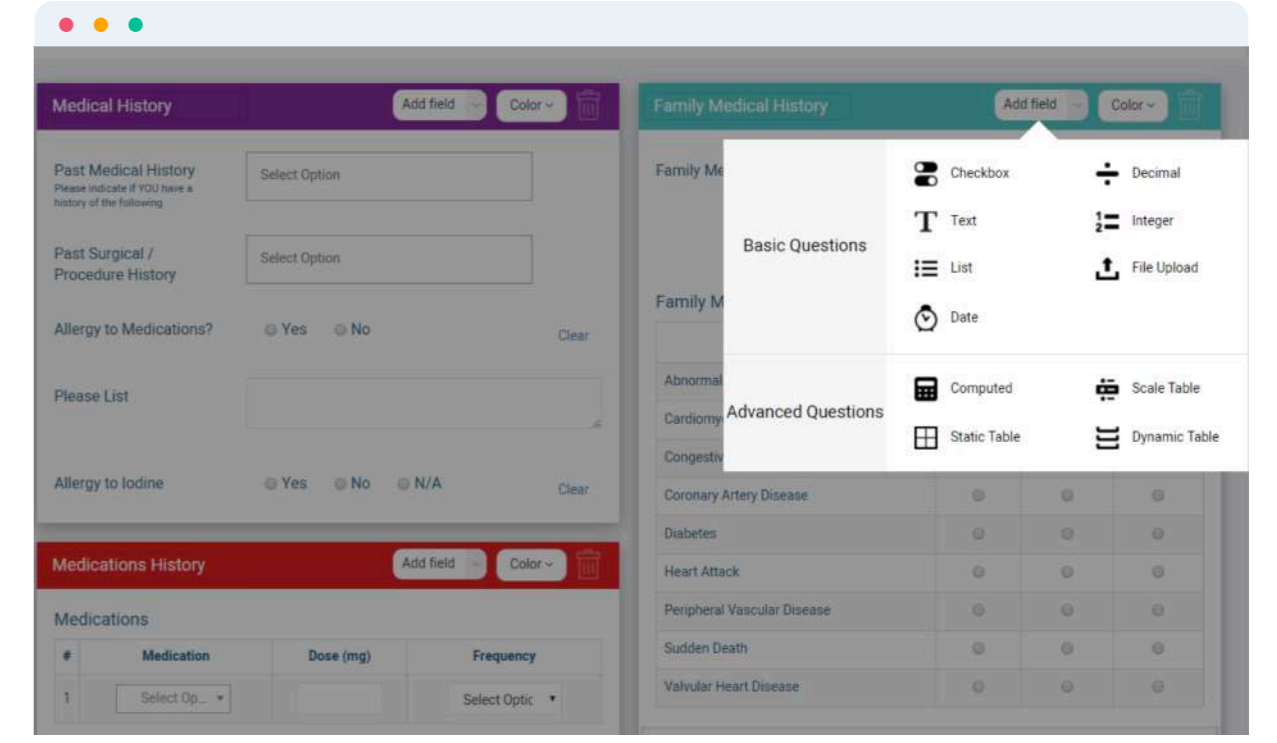 Medical History
Add field
Color
Past Medical History
Please indicate if YOU have a
history of the following
Select Option
Past Surgical /
Procedure History
Select Option
Allergy to Medications?
Yes No
Clear
Please List
Allergy to Iodine
Yes No N/A
Clear
Medications History
Add field
Color
Medications
# Medication Dose (mg) Frequency
1 Select Op... Select Optic
Family Medical History
Add field
Color
Family Me
Family M
Abnormal
Cardiomy
Congestiv
Coronary Artery Disease
Diabetes
Heart Attack
Peripheral Vascular Disease
Sudden Death
Valvular Heart Disease
Basic Questions
Checkbox
Decimal
Text
Integer
List
File Upload
Date
Advanced Questions
Computed
Scale Table
Static Table
Dynamic Table